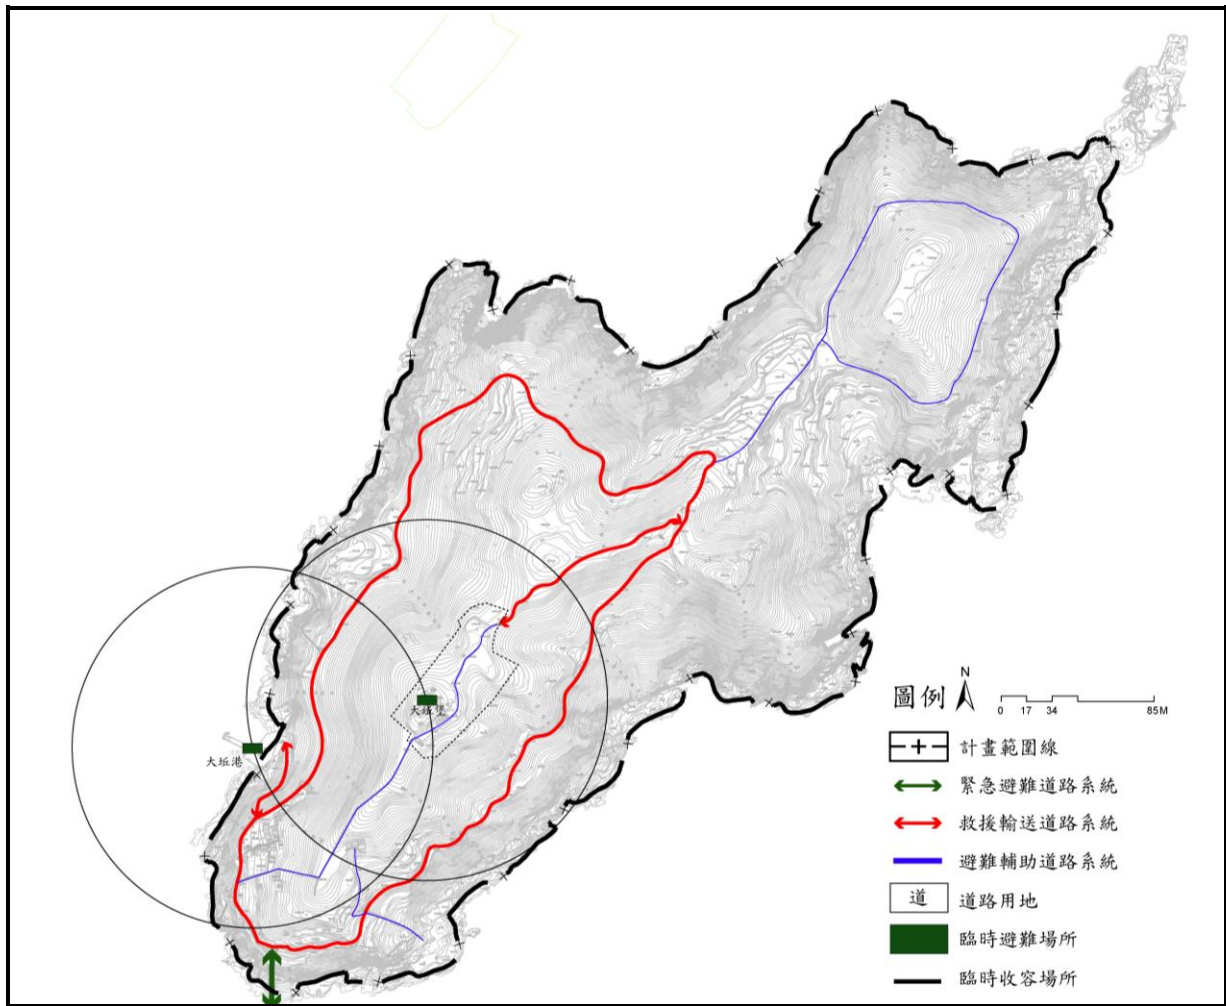 大坵堡
大坵港
圖例
N
0 17 34 85M
計畫範圍線
緊急避難道路系統
救援輸送道路系統
避難輔助道路系統
道 道路用地
臨時避難場所
臨時收容場所